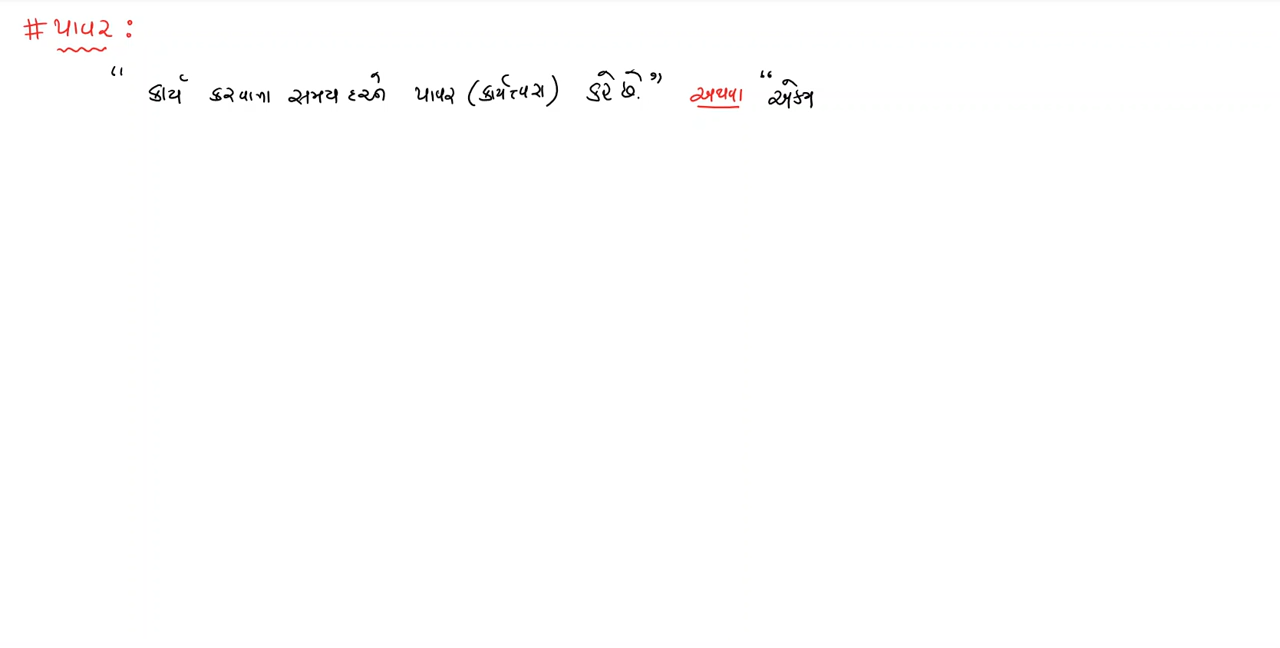 # પાવર :
“ કાર્ય કરવાના સમય દરને પાવર (કાર્યત્વરા) કહે છે.” અથવા “એકમ